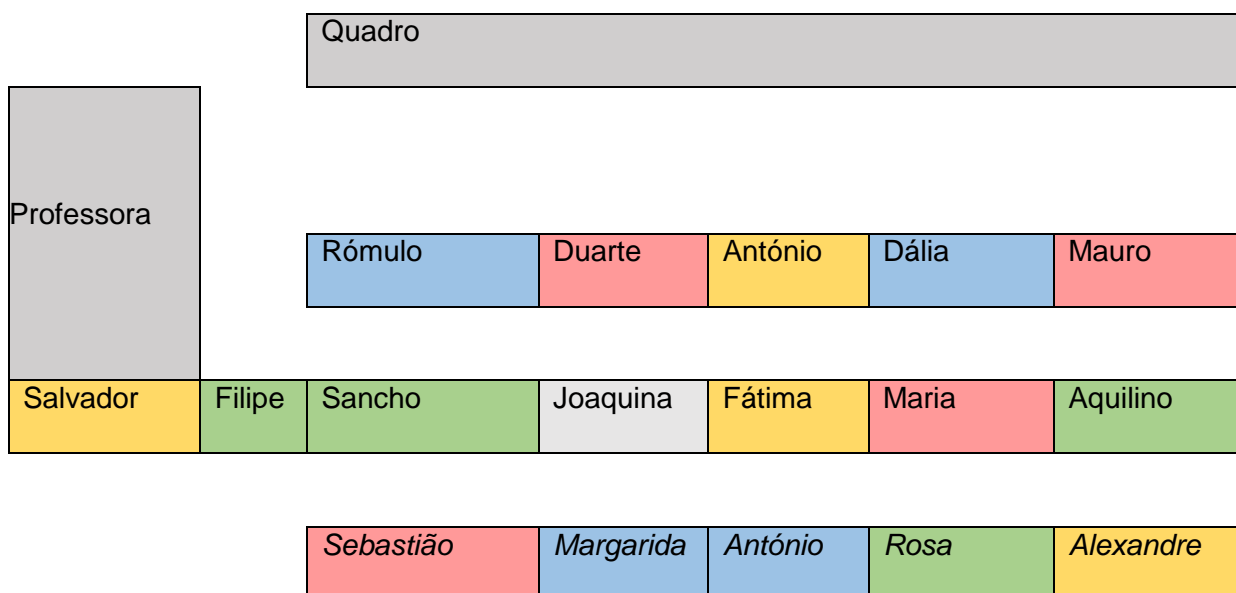 Quadro
Professora
Rómulo Duarte António Dália Mauro
Salvador Filipe Sancho Joaquina Fátima Maria Aquilino
Sebastião Margarida António Rosa Alexandre